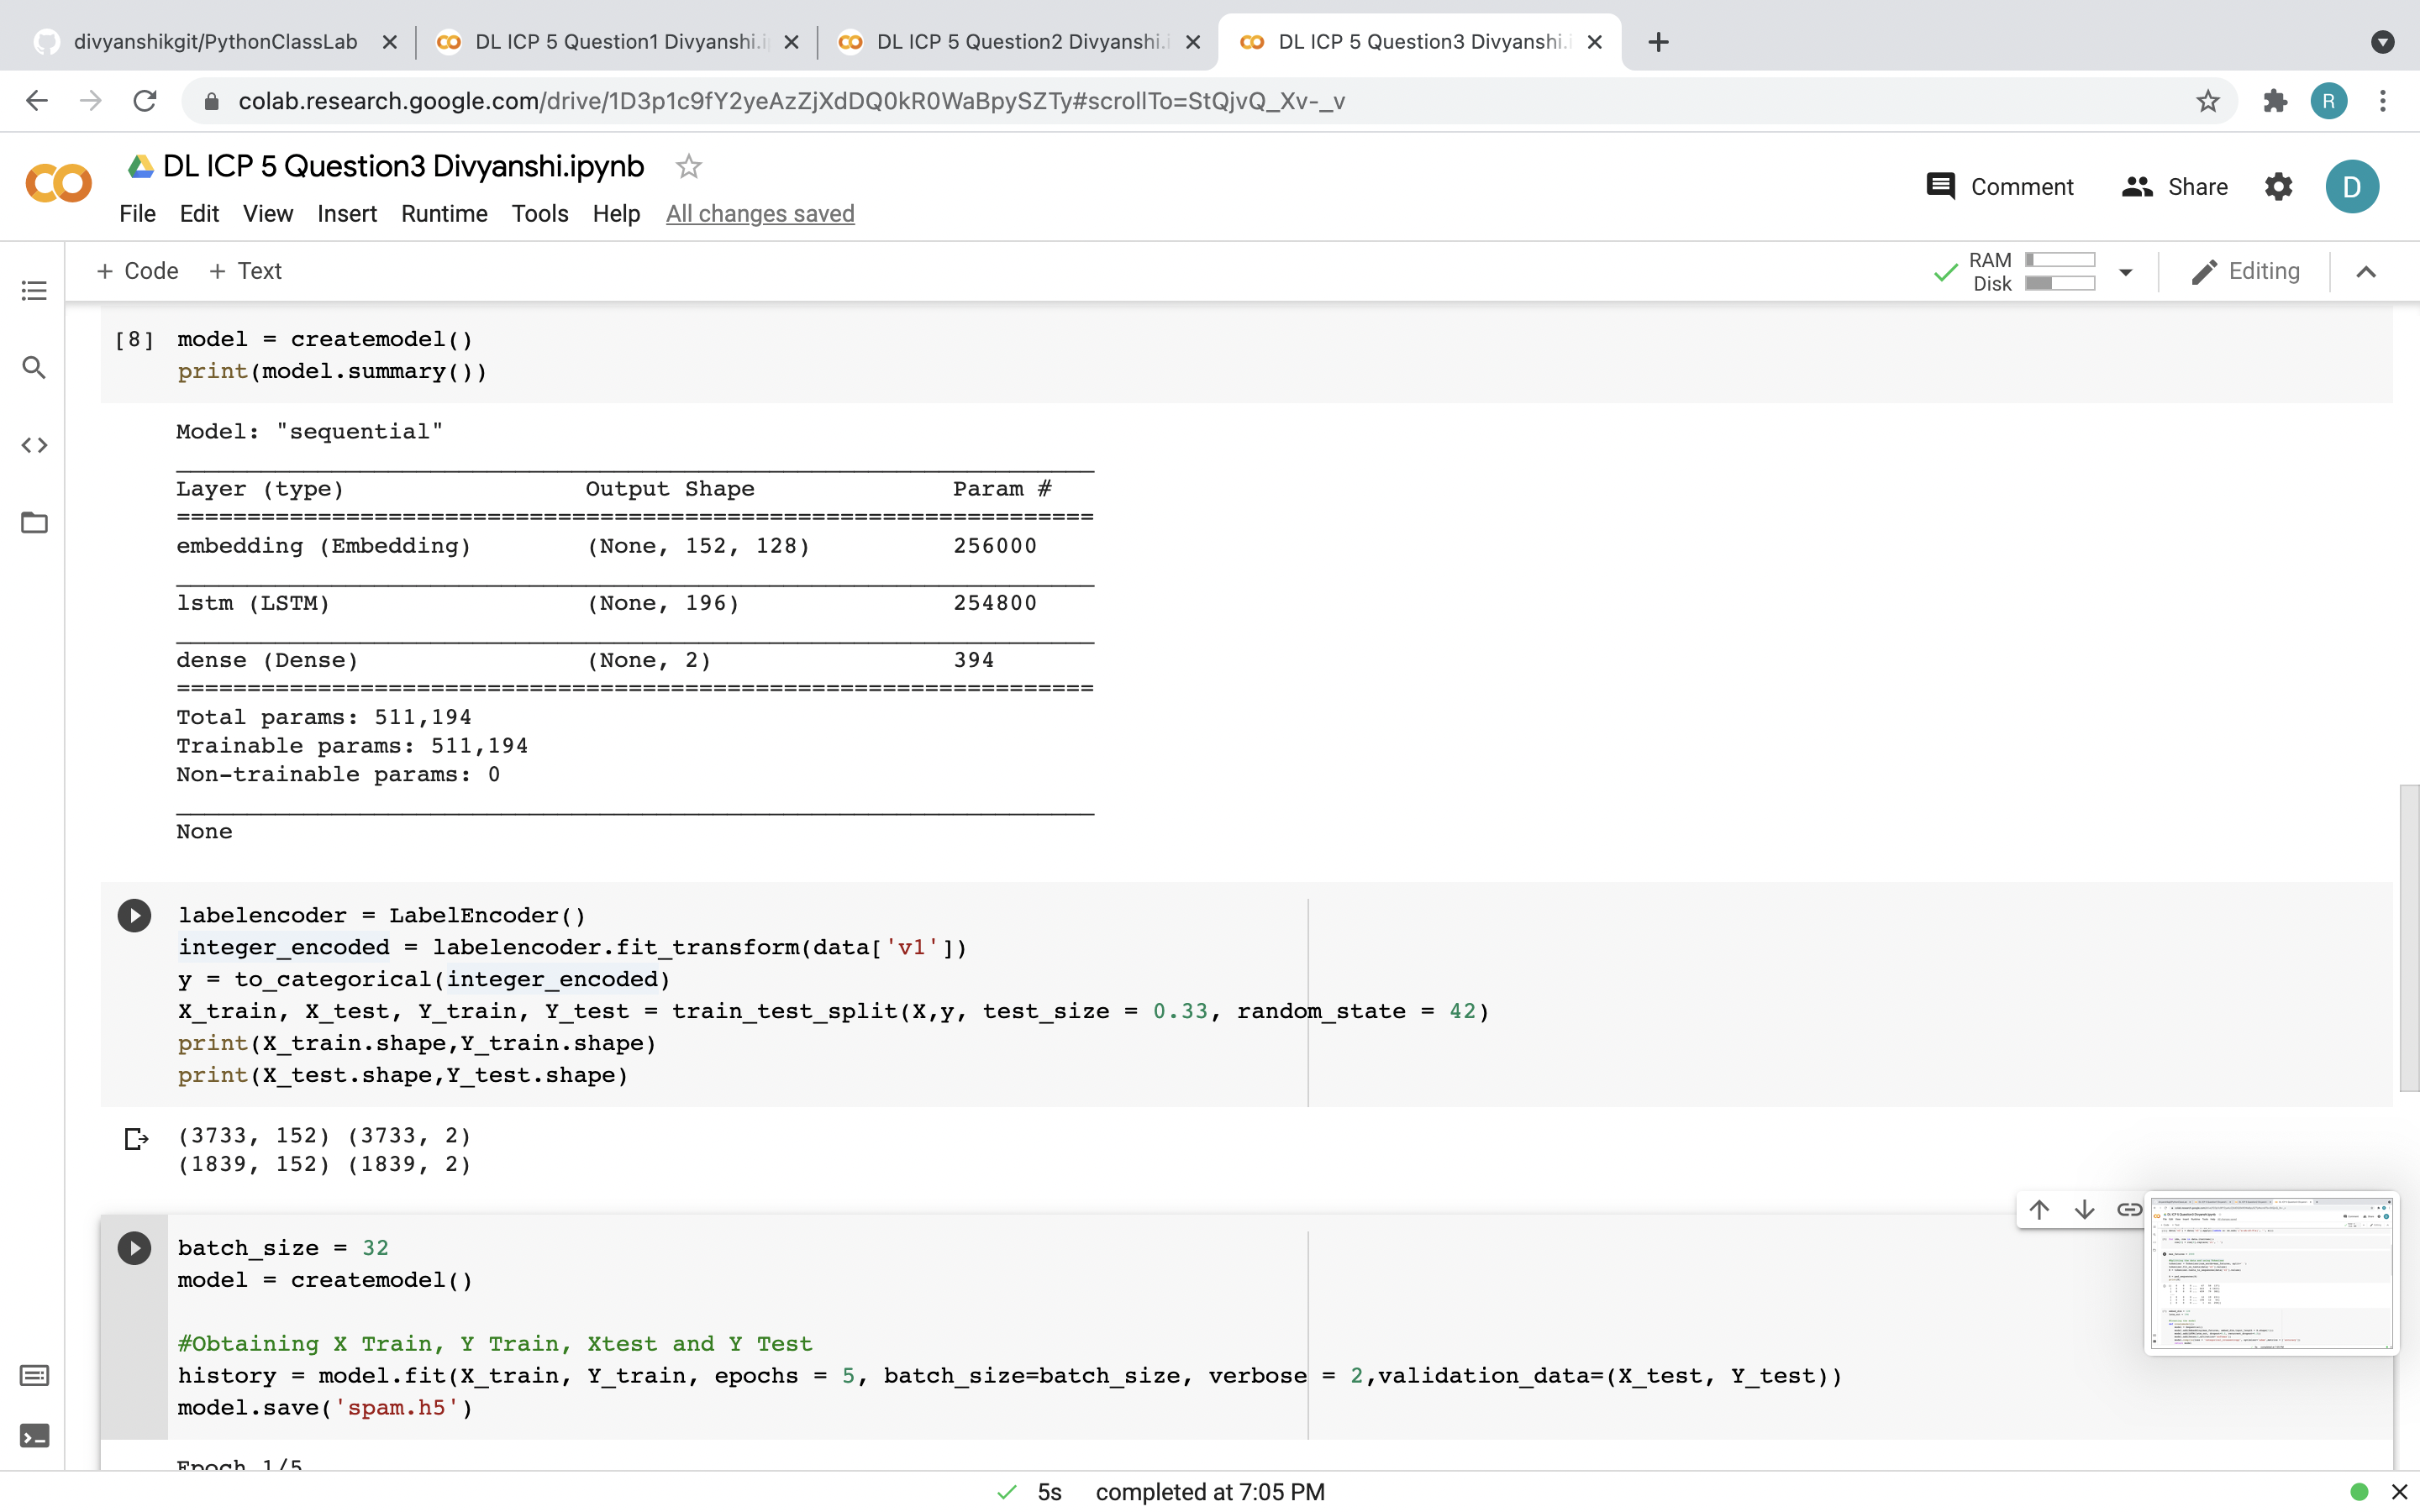 divyanshikgit/PythonClassLab
DL ICP 5 Question1 Divyanshi.i
DL ICP 5 Question2 Divyanshi.i
DL ICP 5 Question3 Divyanshi.i
colab.research.google.com/drive/1D3p1c9fY2yeAzZjXdDQ0kR0WaBpySZTy#scrollTo=StQjvQ_Xv-_v
R
DL ICP 5 Question3 Divyanshi.ipynb
Comment
Share
D
File Edit View Insert Runtime Tools Help All changes saved
+ Code + Text
RAM
Disk
Editing
[8] model = createmodel()
print(model.summary())
Model: "sequential"
Layer (type) Output Shape Param #
=================================================================
embedding (Embedding) (None, 152, 128) 256000
lstm (LSTM) (None, 196) 254800
dense (Dense) (None, 2) 394
=================================================================
Total params: 511,194
Trainable params: 511,194
Non-trainable params: 0
None
labelencoder = LabelEncoder()
integer_encoded = labelencoder.fit_transform(data['v1'])
y = to_categorical(integer_encoded)
X_train, X_test, Y_train, Y_test = train_test_split(X,y, test_size = 0.33, random_state = 42)
print(X_train.shape,Y_train.shape)
print(X_test.shape,Y_test.shape)
(3733, 152) (3733, 2)
(1839, 152) (1839, 2)
batch_size = 32
model = createmodel()
#Obtaining X Train, Y Train, Xtest and Y Test
history = model.fit(X_train, Y_train, epochs = 5, batch_size=batch_size, verbose = 2,validation_data=(X_test, Y_test))
model.save('spam.h5')
Epoch 1/5
5s completed at 7:05 PM